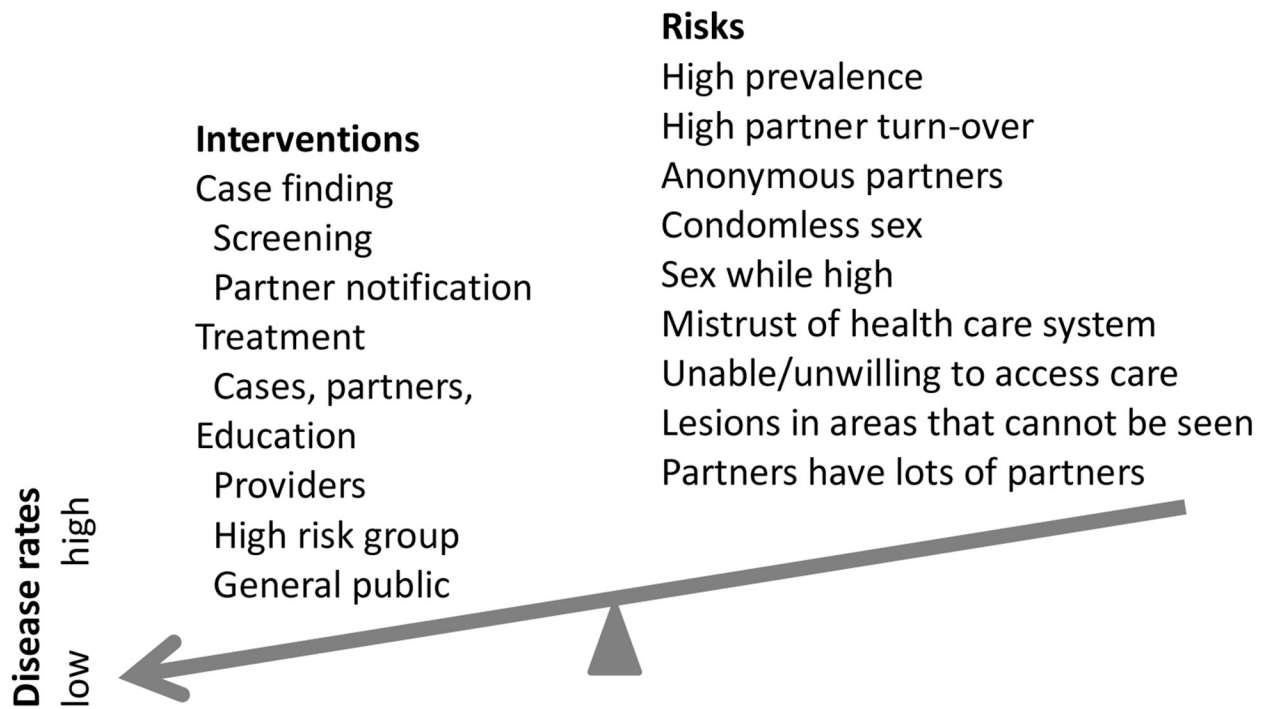 Interventions
Case finding
Screening
Partner notification
Treatment
Cases, partners,
Education
Providers
High risk group
General public
Risks
High prevalence
High partner turn-over
Anonymous partners
Condomless sex
Sex while high
Mistrust of health care system
Unable/unwilling to access care
Lesions in areas that cannot be seen
Partners have lots of partners
Disease rates
low high